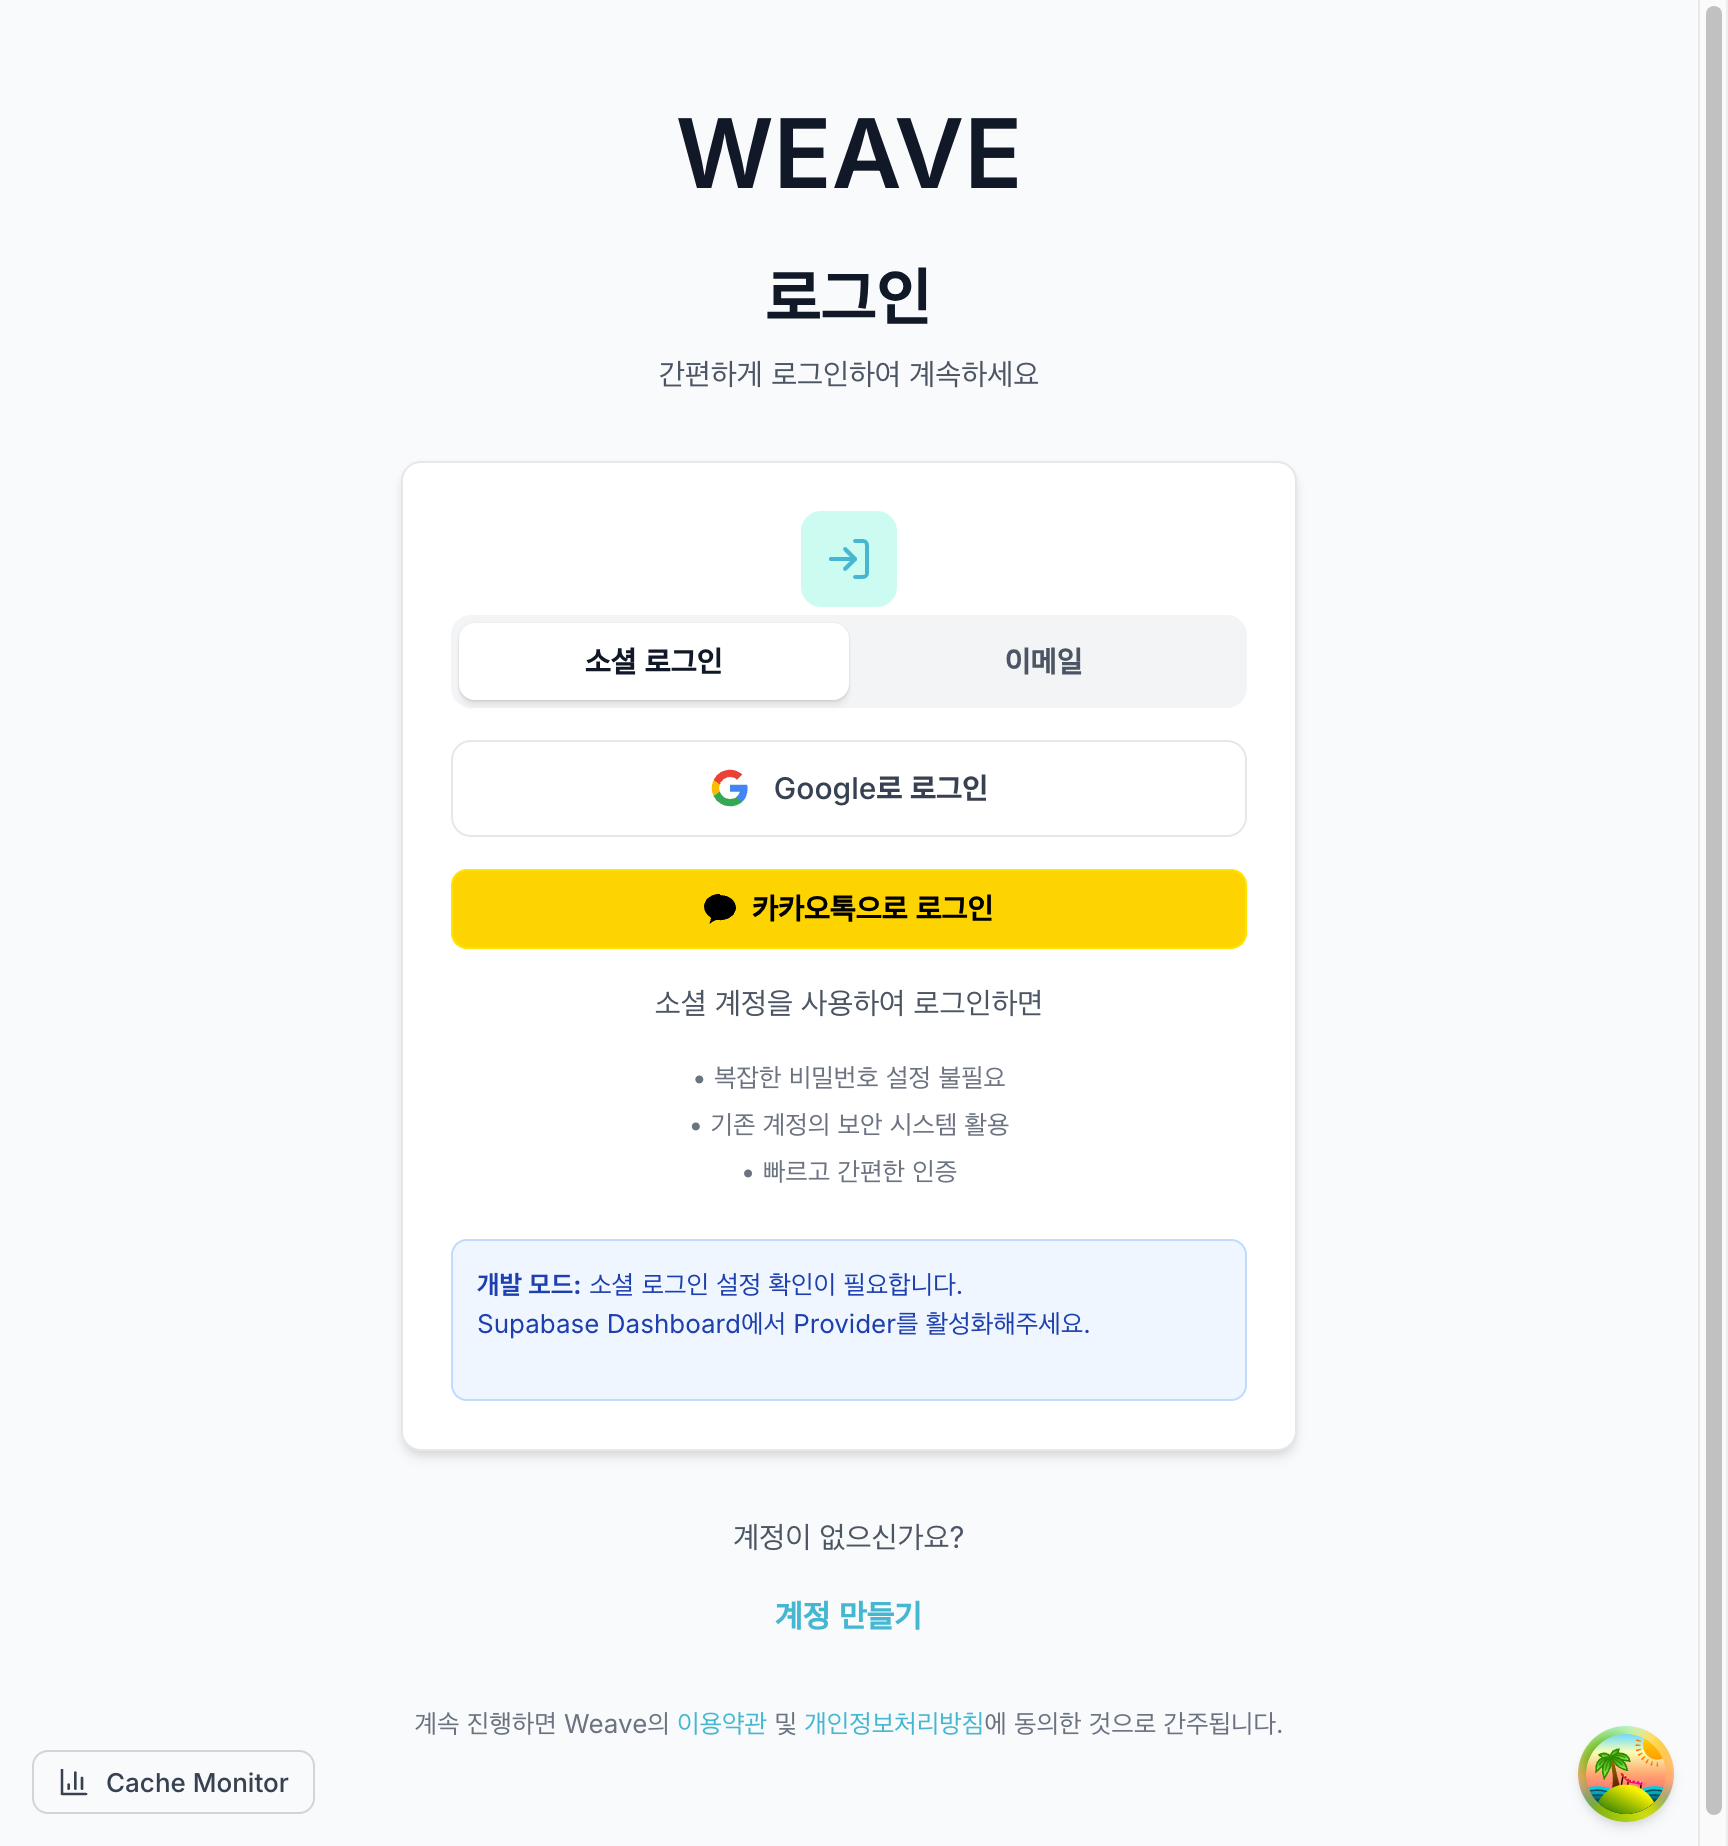 WEAVE
로그인
간편하게 로그인하여 계속하세요
소셜 로그인
이메일
Google로 로그인
카카오톡으로 로그인
소셜 계정을 사용하여 로그인하면
• 복잡한 비밀번호 설정 불필요
• 기존 계정의 보안 시스템 활용
• 빠르고 간편한 인증
개발 모드: 소셜 로그인 설정 확인이 필요합니다.
Supabase Dashboard에서 Provider를 활성화해주세요.
계정이 없으신가요?
계정 만들기
계속 진행하면 Weave의 이용약관 및 개인정보처리방침에 동의한 것으로 간주됩니다.
Cache Monitor